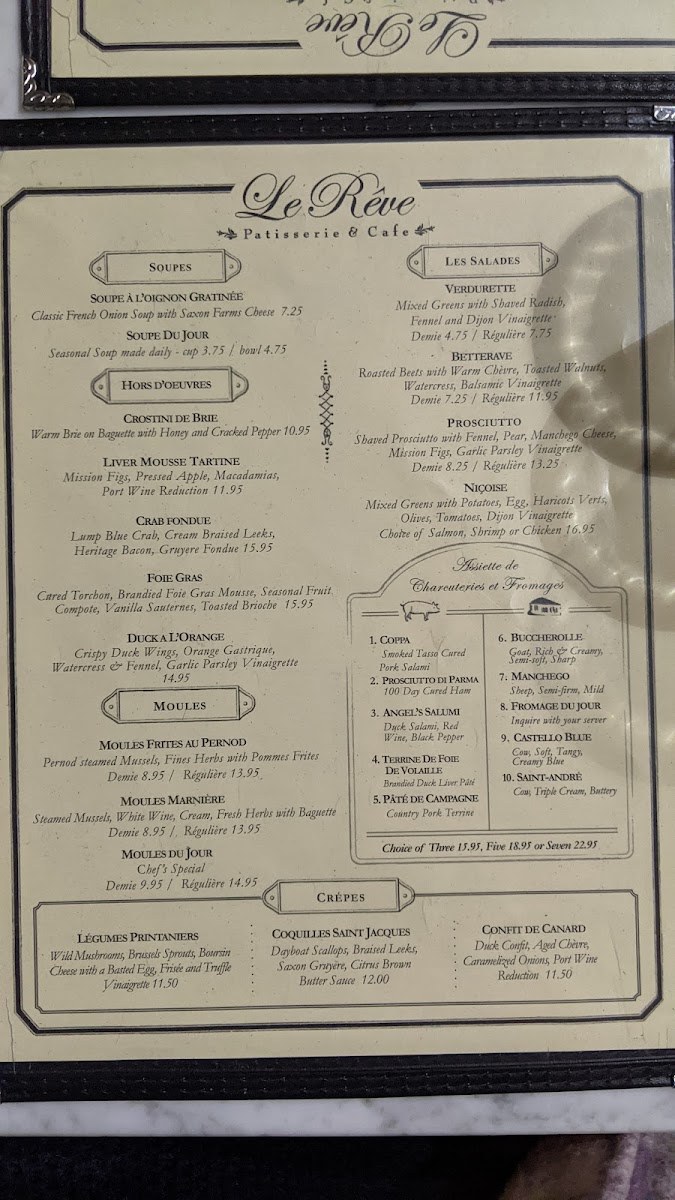 Le Rêve
Le Rêve
Patisserie & Cafe
SOUPES
SOUPE À L'OIGNON GRATINÉE
Classic French Onion Soup with Saxon Farms Cheese 7.25
SOUPE DU JOUR
Seasonal Soup made daily - cup 3.75 / bowl 4.75
HORS D'OEUVRES
CROSTINI DE BRIE
Warm Brie on Baguette with Honey and Cracked Pepper 10.95
LIVER MOUSSE TARTINE
Mission Figs, Pressed Apple, Macadamias,
Port Wine Reduction 11.95
CRAB FONDUE
Lump Blue Crab, Cream Braised Leeks,
Heritage Bacon, Gruyere Fondue 15.95
FOIE GRAS
Cured Torchon, Brandied Foie Gras Mousse, Seasonal Fruit
Compote, Vanilla Sauternes, Toasted Brioche 15.95
DUCK A L'ORANGE
Crispy Duck Wings, Orange Gastrique,
Watercress & Fennel, Garlic Parsley Vinaigrette
14.95
MOULES
MOULES FRITES AU PERNOD
Pernod steamed Mussels, Fines Herbs with Pommes Frites
Demie 8.95 / Régulière 13.95
MOULES MARNIÈRE
Steamed Mussels, White Wine, Cream, Fresh Herbs with Baguette
Demie 8.95 / Régulière 13.95
MOULES DU JOUR
Chef's Special
Demie 9.95 / Régulière 14.95
LES SALADES
VERDURETTE
Mixed Greens with Shaved Radish,
Fennel and Dijon Vinaigrette
Demie 4.75 / Régulière 7.75
BETTERAVE
Roasted Beets with Warm Chèvre, Toasted Walnuts,
Watercress, Balsamic Vinaigrette
Demie 7.25 / Régulière 11.95
PROSCIUTTO
Shaved Prosciutto with Fennel, Pear, Manchego Cheese,
Mission Figs, Garlic Parsley Vinaigrette
Demie 8.25 / Régulière 13.25
NIÇOISE
Mixed Greens with Potatoes, Egg, Haricots Verts,
Olives, Tomatoes, Dijon Vinaigrette
Choice of Salmon, Shrimp or Chicken 16.95
Assiette de
Charcuteries et Fromages
1. COPPA
Smoked Tasso Cured
Pork Salami
2. PROSCIUTTO DI PARMA
100 Day Cured Ham
3. ANGEL'S SALUMI
Duck Salami, Red
Wine, Black Pepper
4. TERRINE DE FOIE
DE VOLAILLE
Brandied Duck Liver Pâté
5. PÂTÉ DE CAMPAGNE
Country Pork Terrine
6. BUCCHEROLLE
Goat, Rich & Creamy,
Semi-soft, Sharp
7. MANCHEGO
Sheep, Semi-firm, Mild
8. FROMAGE DU JOUR
Inquire with your server
9. CASTELLO BLUE
Cow, Soft, Tangy,
Creamy Blue
10. SAINT-ANDRÉ
Cow, Triple Cream, Buttery
Choice of Three 15.95, Five 18.95 or Seven 22.95
CRÊPES
LÉGUMES PRINTANIERS
Wild Mushrooms, Brussels Sprouts, Boursin
Cheese with a Basted Egg, Frisée and Truffle
Vinaigrette 11.50
COQUILLES SAINT JACQUES
Dayboat Scallops, Braised Leeks,
Saxon Gruyère, Citrus Brown
Butter Sauce 12.00
CONFIT DE CANARD
Duck Confit, Aged Chèvre,
Caramelized Onions, Port Wine
Reduction 11.50